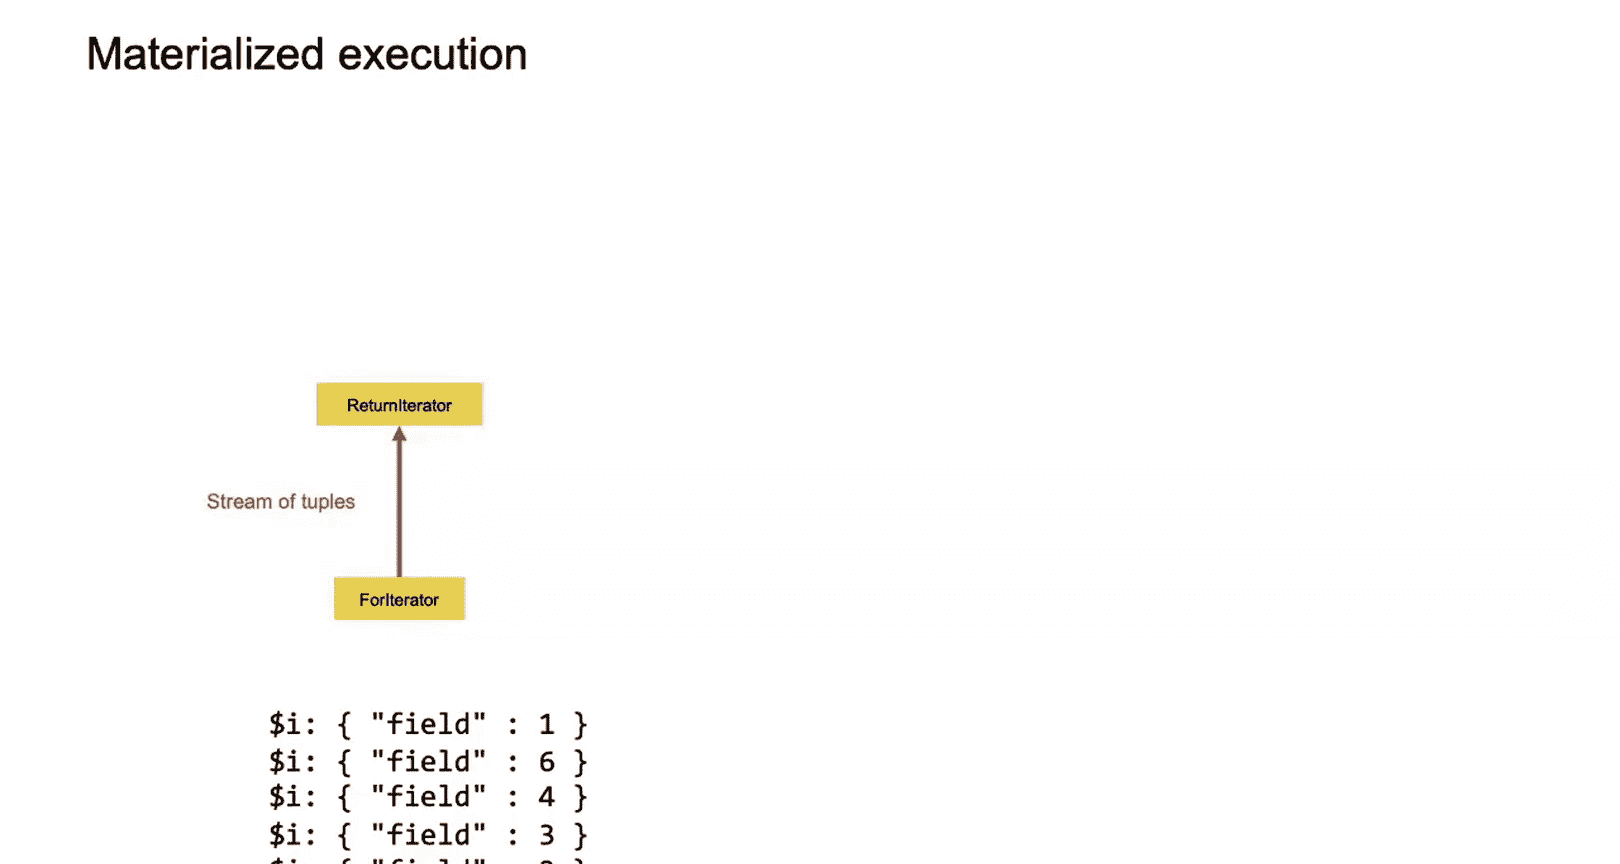 Materialized execution
ReturnIterator
Stream of tuples
ForIterator
$i: { "field" : 1 }
$i: { "field" : 6 }
$i: { "field" : 4 }
$i: { "field" : 3 }